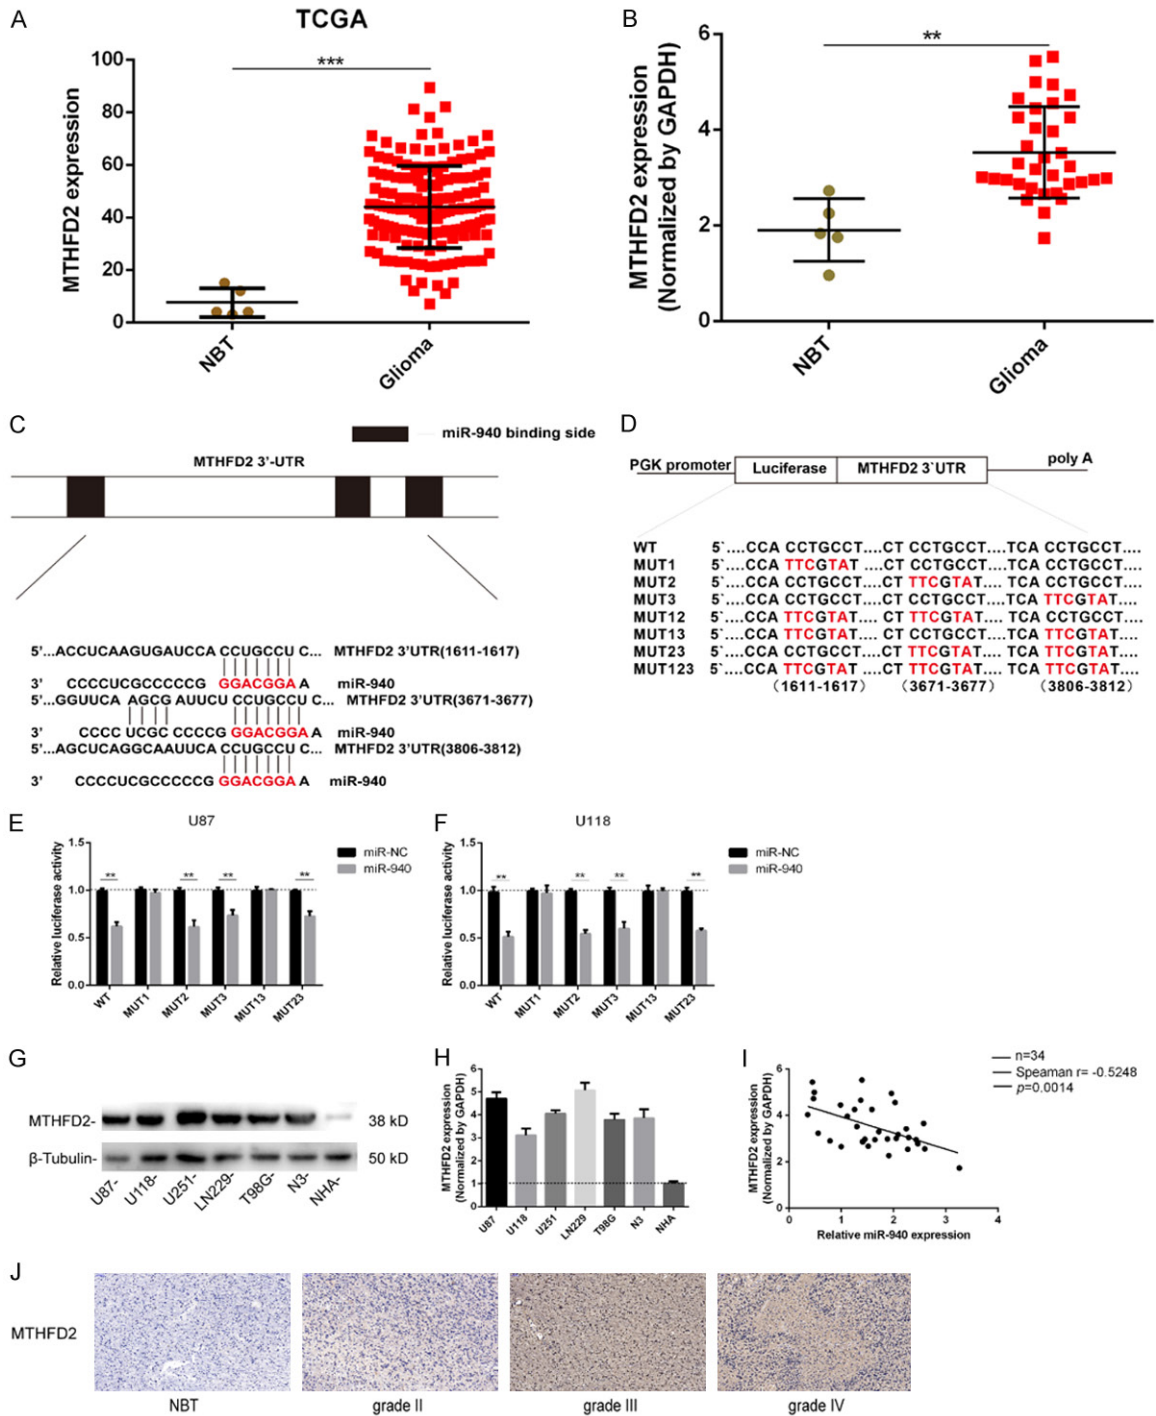 A
TCGA
***
MTHFD2 expression
100
80
60
40
20
0
NBT
Glioma
B
**
MTHFD2 expression
(Normalized by GAPDH)
6
4
2
0
NBT
Glioma
C
miR-940 binding side
MTHFD2 3'-UTR
5'...ACCUCAAGUGAUCCA CCUGCCU C... MTHFD2 3'UTR(1611-1617)
3' CCCCUCGCCCCCG GGACGGA A miR-940
5'...GGUUCA AGCG AUUCU CCUGCCU C... MTHFD2 3'UTR(3671-3677)
3' CCCC UCGC CCCCG GGACGGA A miR-940
5'...AGCUCAGGCAAUUCA CCUGCCU C... MTHFD2 3'UTR(3806-3812)
3' CCCCUCGCCCCCG GGACGGA A miR-940
D
PGK promoter Luciferase MTHFD2 3`UTR poly A
WT 5`....CCA CCTGCCT....CT CCTGCCT....TCA CCTGCCT....
MUT1 5`....CCA TTCGTAT .... CT CCTGCCT....TCA CCTGCCT....
MUT2 5`....CCA CCTGCCT....CT TTCGTAT....TCA CCTGCCT....
MUT3 5`....CCA CCTGCCT....CT CCTGCCT....TCA TTCGTAT....
MUT12 5`....CCA TTCGTAT.... CT TTCGTAT....TCA CCTGCCT....
MUT13 5`....CCA TTCGTAT.... CT CCTGCCT....TCA TTCGTAT....
MUT23 5`....CCA CCTGCCT....CT TTCGTAT....TCA TTCGTAT....
MUT123 5`....CCA TTCGTAT....CT TTCGTAT....TCA TTCGTAT....
(1611-1617) (3671-3677) (3806-3812)
E
U87
Relative luciferase activity
1.5
1.0
0.5
0.0
** ** ** **
WT MUT1 MUT2 MUT3 MUT13 MUT23
miR-NC
miR-940
F
U118
Relative luciferase activity
1.5
1.0
0.5
0.0
** ** ** **
WT MUT1 MUT2 MUT3 MUT13 MUT23
miR-NC
miR-940
G
MTHFD2- 38 kD
β-Tubulin- 50 kD
U87- U118- U251- LN229- T98G- N3- NHA-
H
MTHFD2 expression
(Normalized by GAPDH)
6
5
4
3
2
1
0
U87 U118 U251 LN229 T98G N3 NHA
I
n=34
Speaman r= -0.5248
p=0.0014
MTHFD2 expression
(Normalized by GAPDH)
6
4
2
0
0 1 2 3 4
Relative miR-940 expression
J
MTHFD2
NBT grade II grade III grade IV